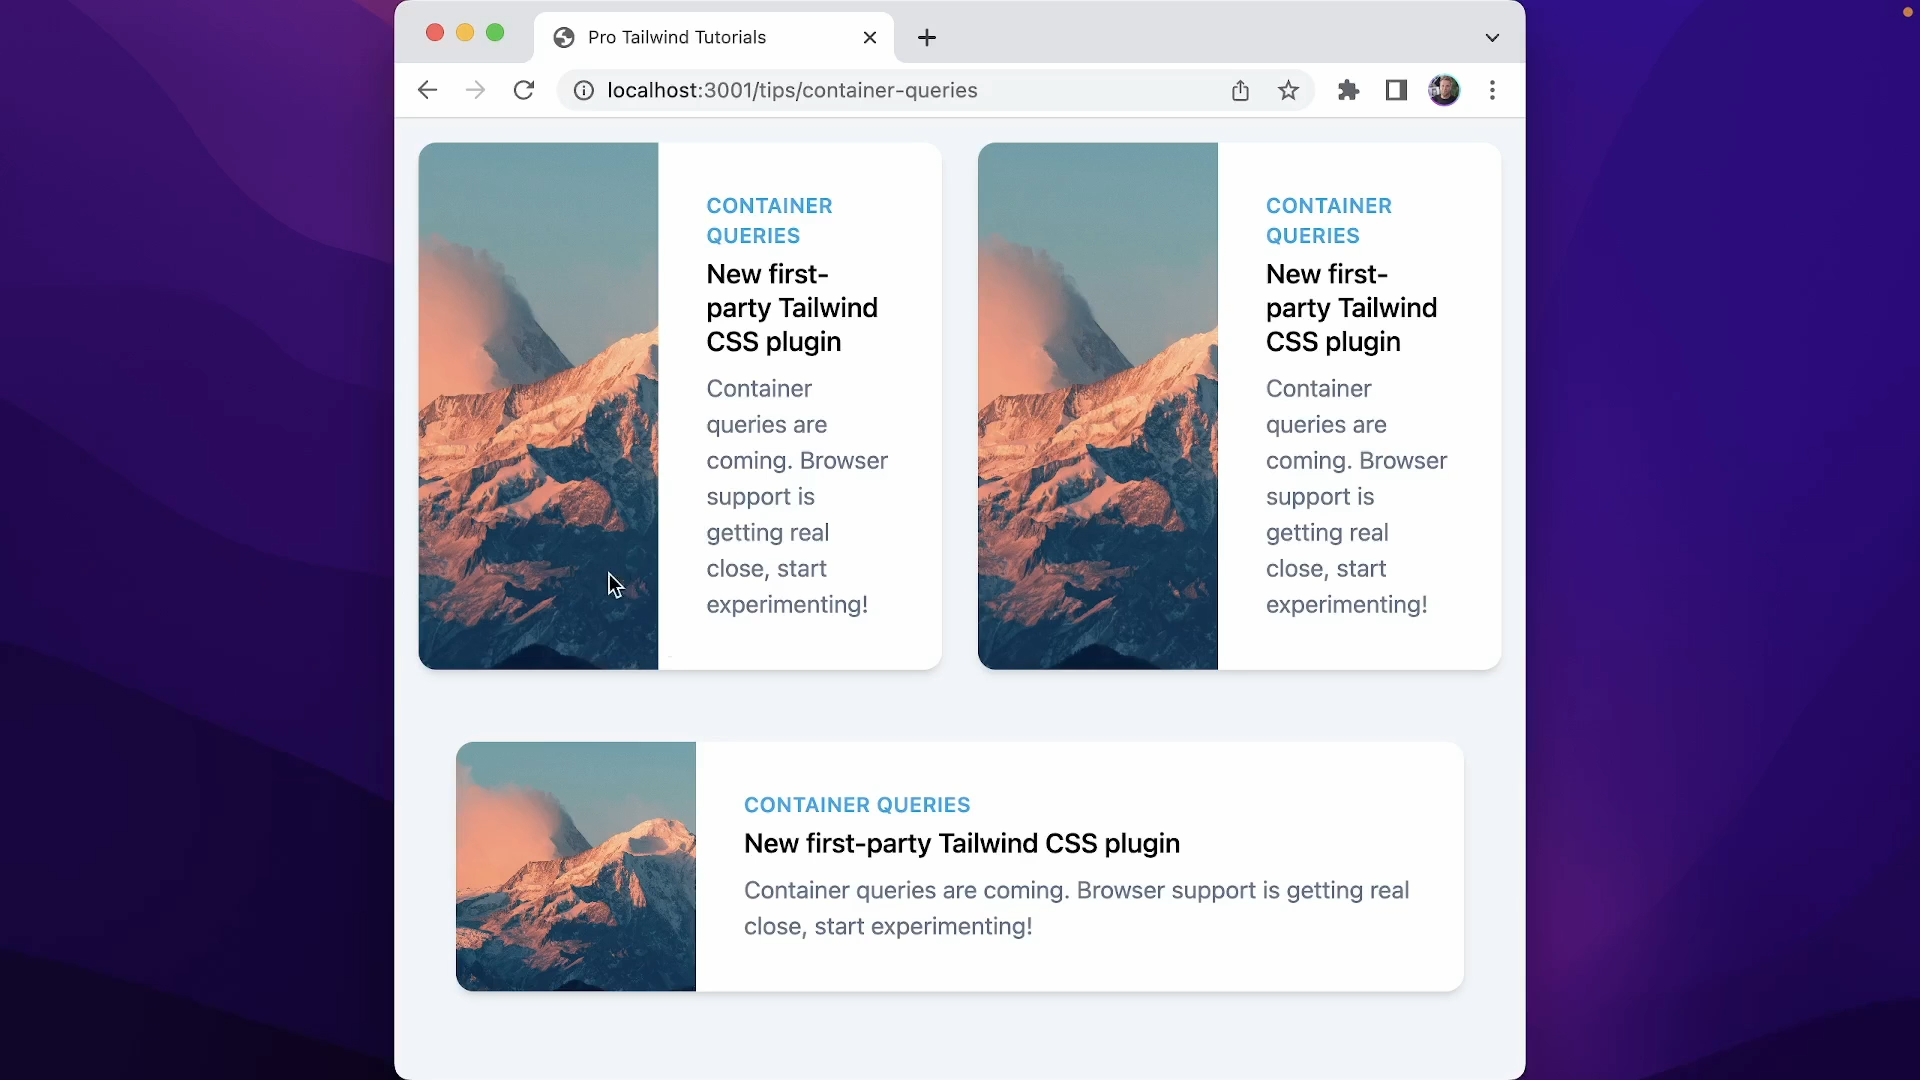 Pro Tailwind Tutorials
localhost:3001/tips/container-queries
CONTAINER
QUERIES
New first-
party Tailwind
CSS plugin
Container
queries are
coming. Browser
support is
getting real
close, start
experimenting!
CONTAINER
QUERIES
New first-
party Tailwind
CSS plugin
Container
queries are
coming. Browser
support is
getting real
close, start
experimenting!
CONTAINER QUERIES
New first-party Tailwind CSS plugin
Container queries are coming. Browser support is getting real
close, start experimenting!